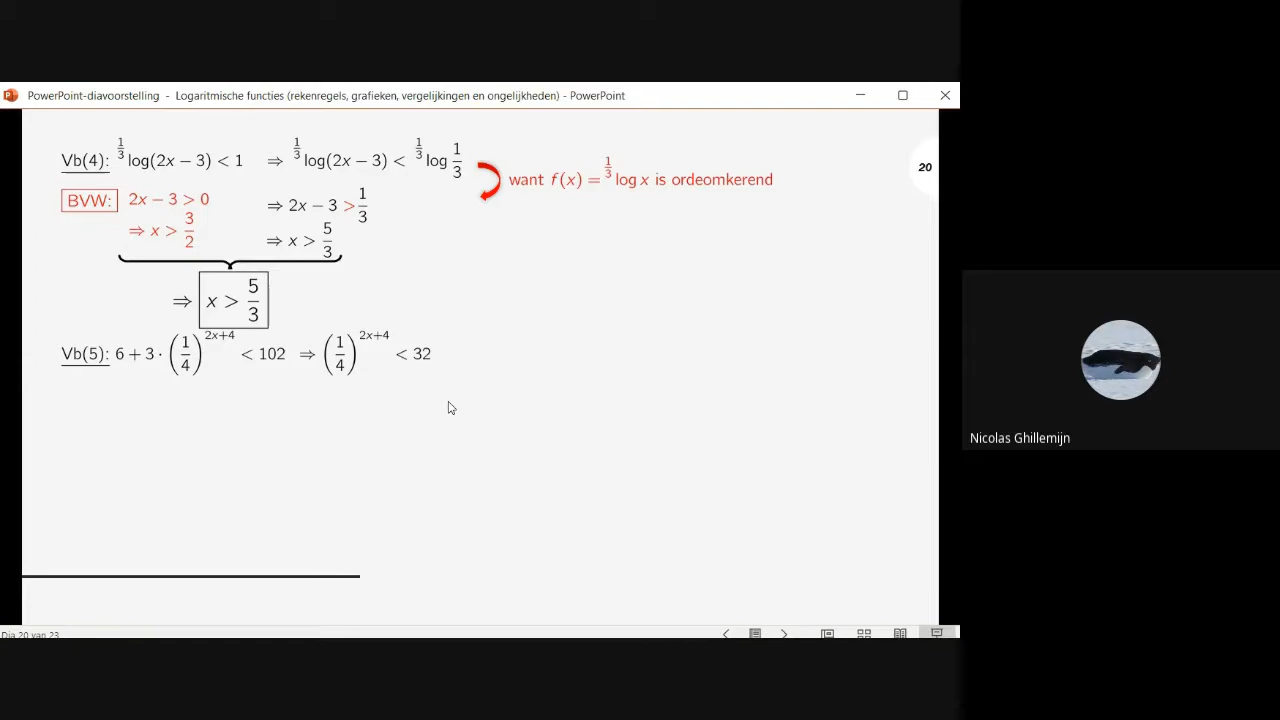 PowerPoint-diavoorstelling - Logaritmische functies (rekenregels, grafieken, vergelijkingen en ongelijkheden) - PowerPoint
20
Vb(4): ^{1/3}log(2x − 3) < 1 ⇒ ^{1/3}log(2x − 3) < ^{1/3}log 1/3
want f(x) = ^{1/3}log x is ordeomkerend
BVW: 2x − 3 > 0 ⇒ 2x − 3 > 1/3
⇒ x > 3/2 ⇒ x > 5/3
⇒ x > 5/3
Vb(5): 6 + 3 · (1/4)^{2x+4} < 102 ⇒ (1/4)^{2x+4} < 32
Nicolas Ghillemijn
Dia 20 van 23